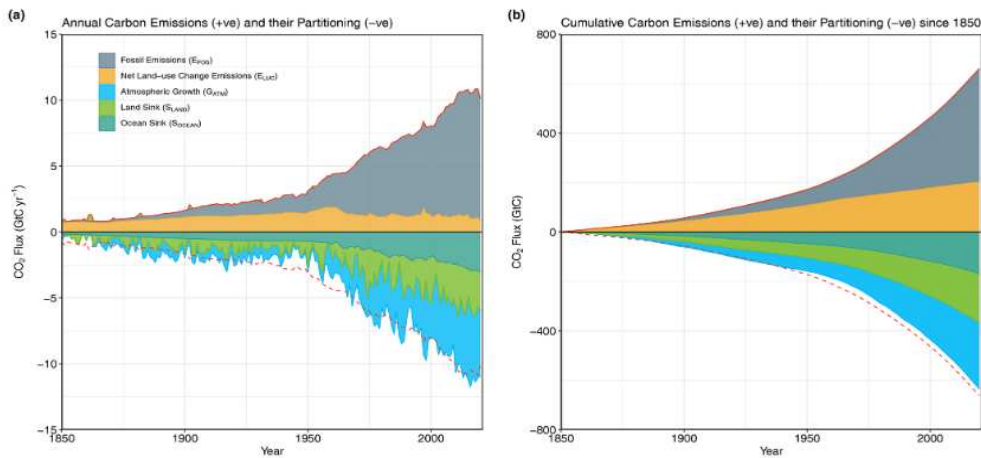 (a)
Annual Carbon Emissions (+ve) and their Partitioning (−ve)
15
10
5
0
−5
−10
−15
CO2 Flux (GtC yr−1)
Fossil Emissions (EFOS)
Net Land−use Change Emissions (ELUC)
Atmospheric Growth (GATM)
Land Sink (SLAND)
Ocean Sink (SOCEAN)
1850
1900
1950
2000
Year
(b)
Cumulative Carbon Emissions (+ve) and their Partitioning (−ve) since 1850
800
400
0
−400
−800
CO2 Flux (GtC)
1850
1900
1950
2000
Year